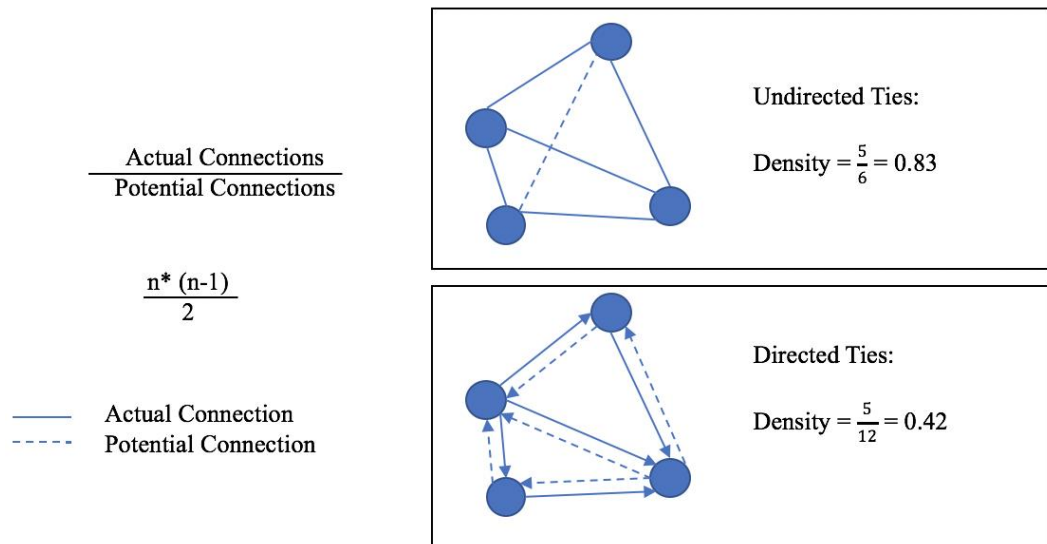 Actual Connections
Potential Connections
n* (n-1)
2
Actual Connection
Potential Connection
Undirected Ties:
Density = 5/6 = 0.83
Directed Ties:
Density = 5/12 = 0.42